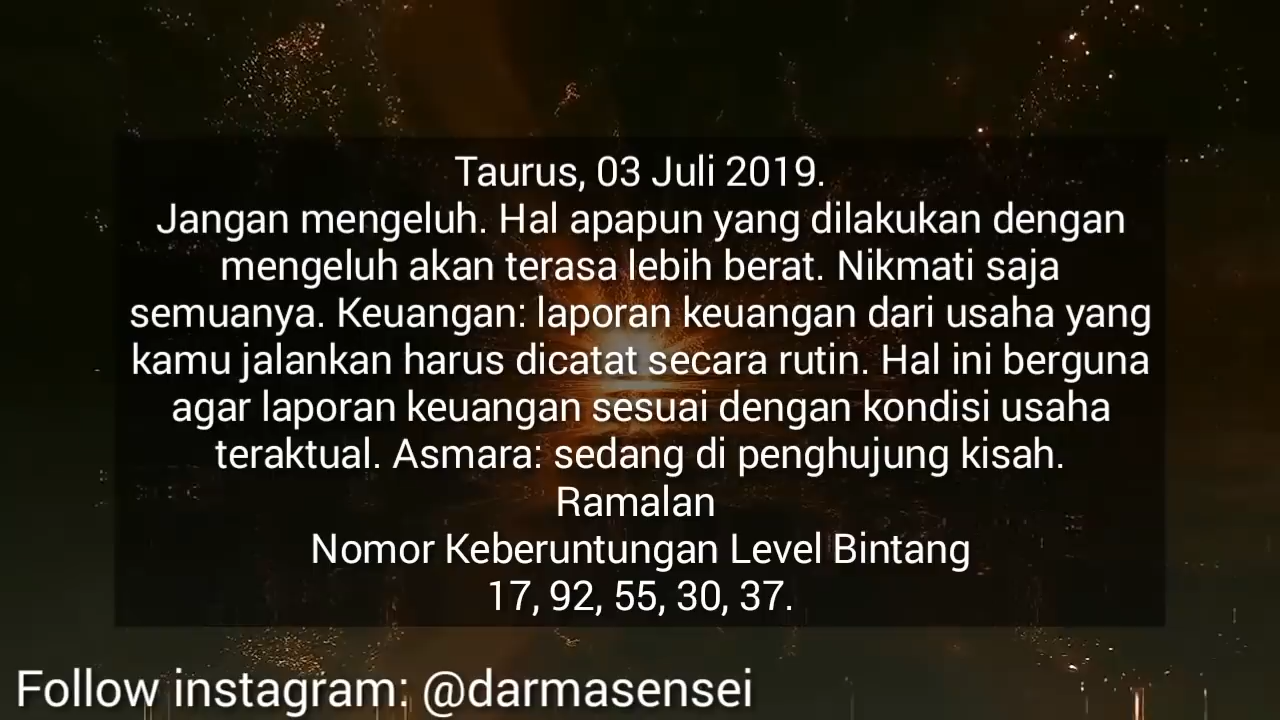 Taurus, 03 Juli 2019.
Jangan mengeluh. Hal apapun yang dilakukan dengan
mengeluh akan terasa lebih berat. Nikmati saja
semuanya. Keuangan: laporan keuangan dari usaha yang
kamu jalankan harus dicatat secara rutin. Hal ini berguna
agar laporan keuangan sesuai dengan kondisi usaha
teraktual. Asmara: sedang di penghujung kisah.
Ramalan
Nomor Keberuntungan Level Bintang
17, 92, 55, 30, 37.
Follow instagram: @darmasensei